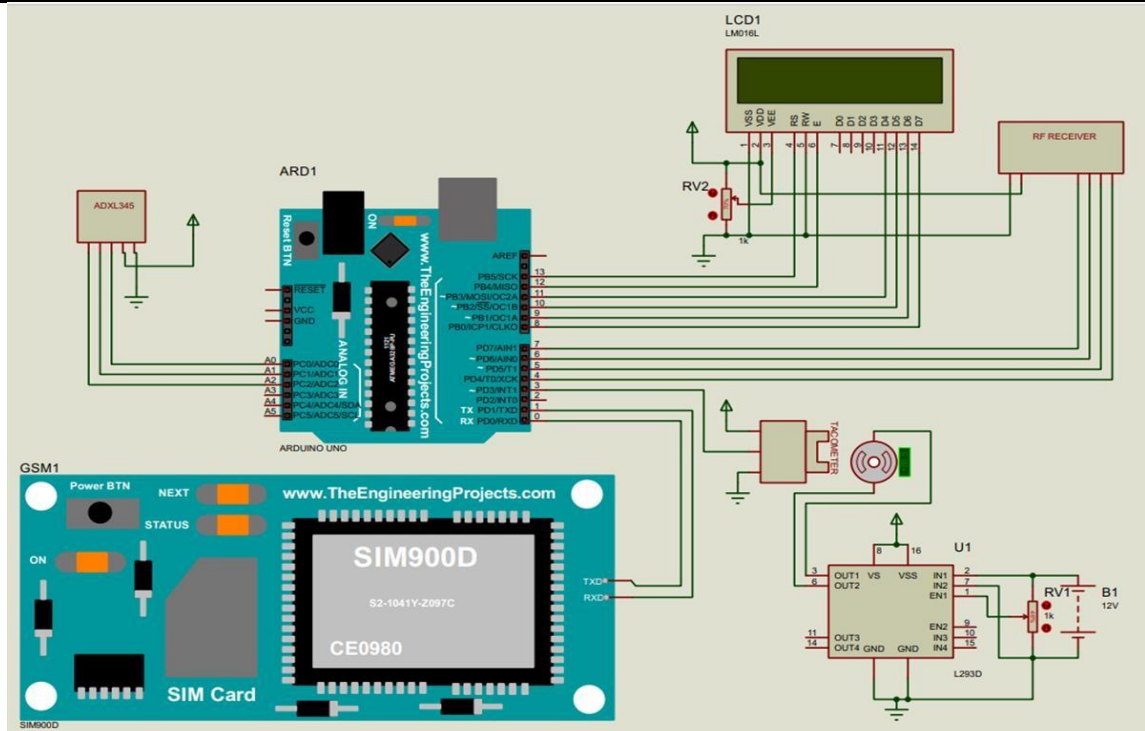 LCD1
LM016L
VSS
VDD
VEE
RS
RW
E
D0
D1
D2
D3
D4
D5
D6
D7
1
2
3
4
5
6
7
8
9
10
11
12
13
14
RF RECEIVER
RV2
1k
ADXL345
ARD1
Reset BTN
ON
www.TheEngineeringProjects.com
AREF
PB5/SCK 13
PB4/MISO 12
~PB3/MOSI/OC2A 11
~PB2/SS/OC1B 10
~PB1/OC1A 9
PB0/ICP1/CLKO 8
PD7/AIN1 7
~PD6/AIN0 6
~PD5/T1 5
PD4/T0/XCK 4
~PD3/INT1 3
PD2/INT0 2
TX PD1/TXD 1
RX PD0/RXD 0
RESET
VCC
GND
ANALOG IN
A0 PC0/ADC0
A1 PC1/ADC1
A2 PC2/ADC2
A3 PC3/ADC3
A4 PC4/ADC4/SDA
A5 PC5/ADC5/SCL
ARDUINO UNO
TACOMETER
GSM1
Power BTN
NEXT
STATUS
ON
www.TheEngineeringProjects.com
SIM900D
S2-1041Y-Z097C
CE0980
SIM Card
TXD
RXD
SIM900D
U1
8
16
VS
VSS
3 OUT1
6 OUT2
11 OUT3
14 OUT4
IN1 2
IN2 7
EN1 1
EN2 9
IN3 10
IN4 15
GND
GND
L293D
RV1
1k
B1
12V